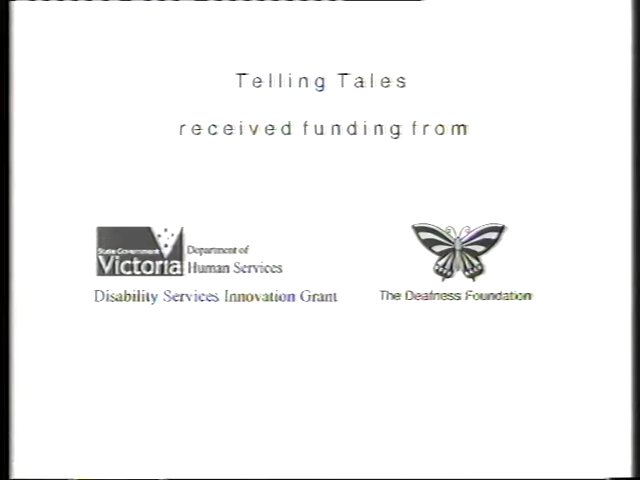 Telling Tales
received funding from
State Government
Victoria
Department of
Human Services
Disability Services Innovation Grant
The Deafness Foundation